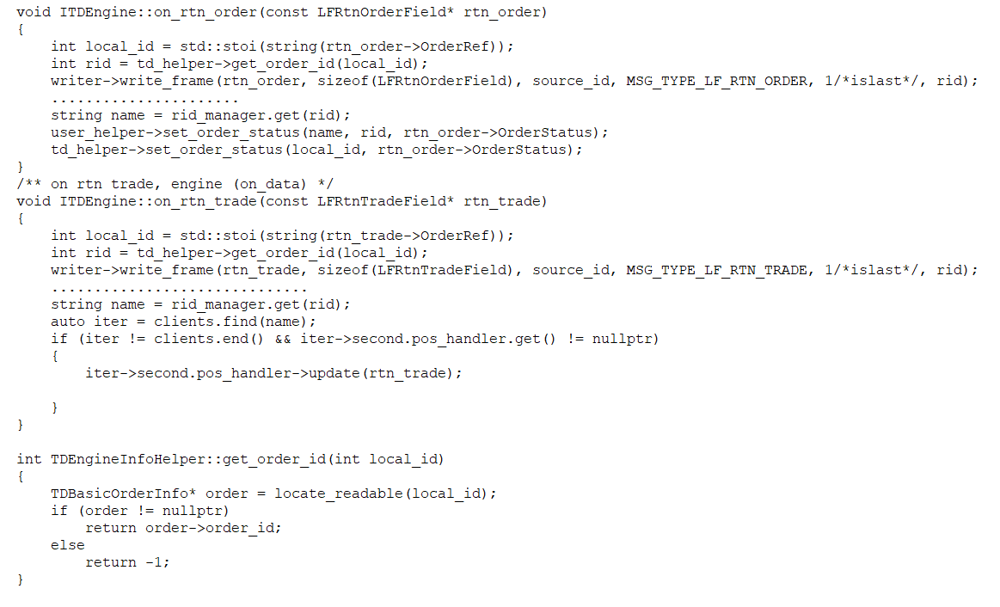 void ITDEngine::on_rtn_order(const LFRtnOrderField* rtn_order)
{
    int local_id = std::stoi(string(rtn_order->OrderRef));
    int rid = td_helper->get_order_id(local_id);
    writer->write_frame(rtn_order, sizeof(LFRtnOrderField), source_id, MSG_TYPE_LF_RTN_ORDER, 1/*islast*/, rid);
    ......................
    string name = rid_manager.get(rid);
    user_helper->set_order_status(name, rid, rtn_order->OrderStatus);
    td_helper->set_order_status(local_id, rtn_order->OrderStatus);
}
/** on rtn trade, engine (on_data) */
void ITDEngine::on_rtn_trade(const LFRtnTradeField* rtn_trade)
{
    int local_id = std::stoi(string(rtn_trade->OrderRef));
    int rid = td_helper->get_order_id(local_id);
    writer->write_frame(rtn_trade, sizeof(LFRtnTradeField), source_id, MSG_TYPE_LF_RTN_TRADE, 1/*islast*/, rid);
    ..............................
    string name = rid_manager.get(rid);
    auto iter = clients.find(name);
    if (iter != clients.end() && iter->second.pos_handler.get() != nullptr)
    {
        iter->second.pos_handler->update(rtn_trade);

    }
}

int TDEngineInfoHelper::get_order_id(int local_id)
{
    TDBasicOrderInfo* order = locate_readable(local_id);
    if (order != nullptr)
        return order->order_id;
    else
        return -1;
}